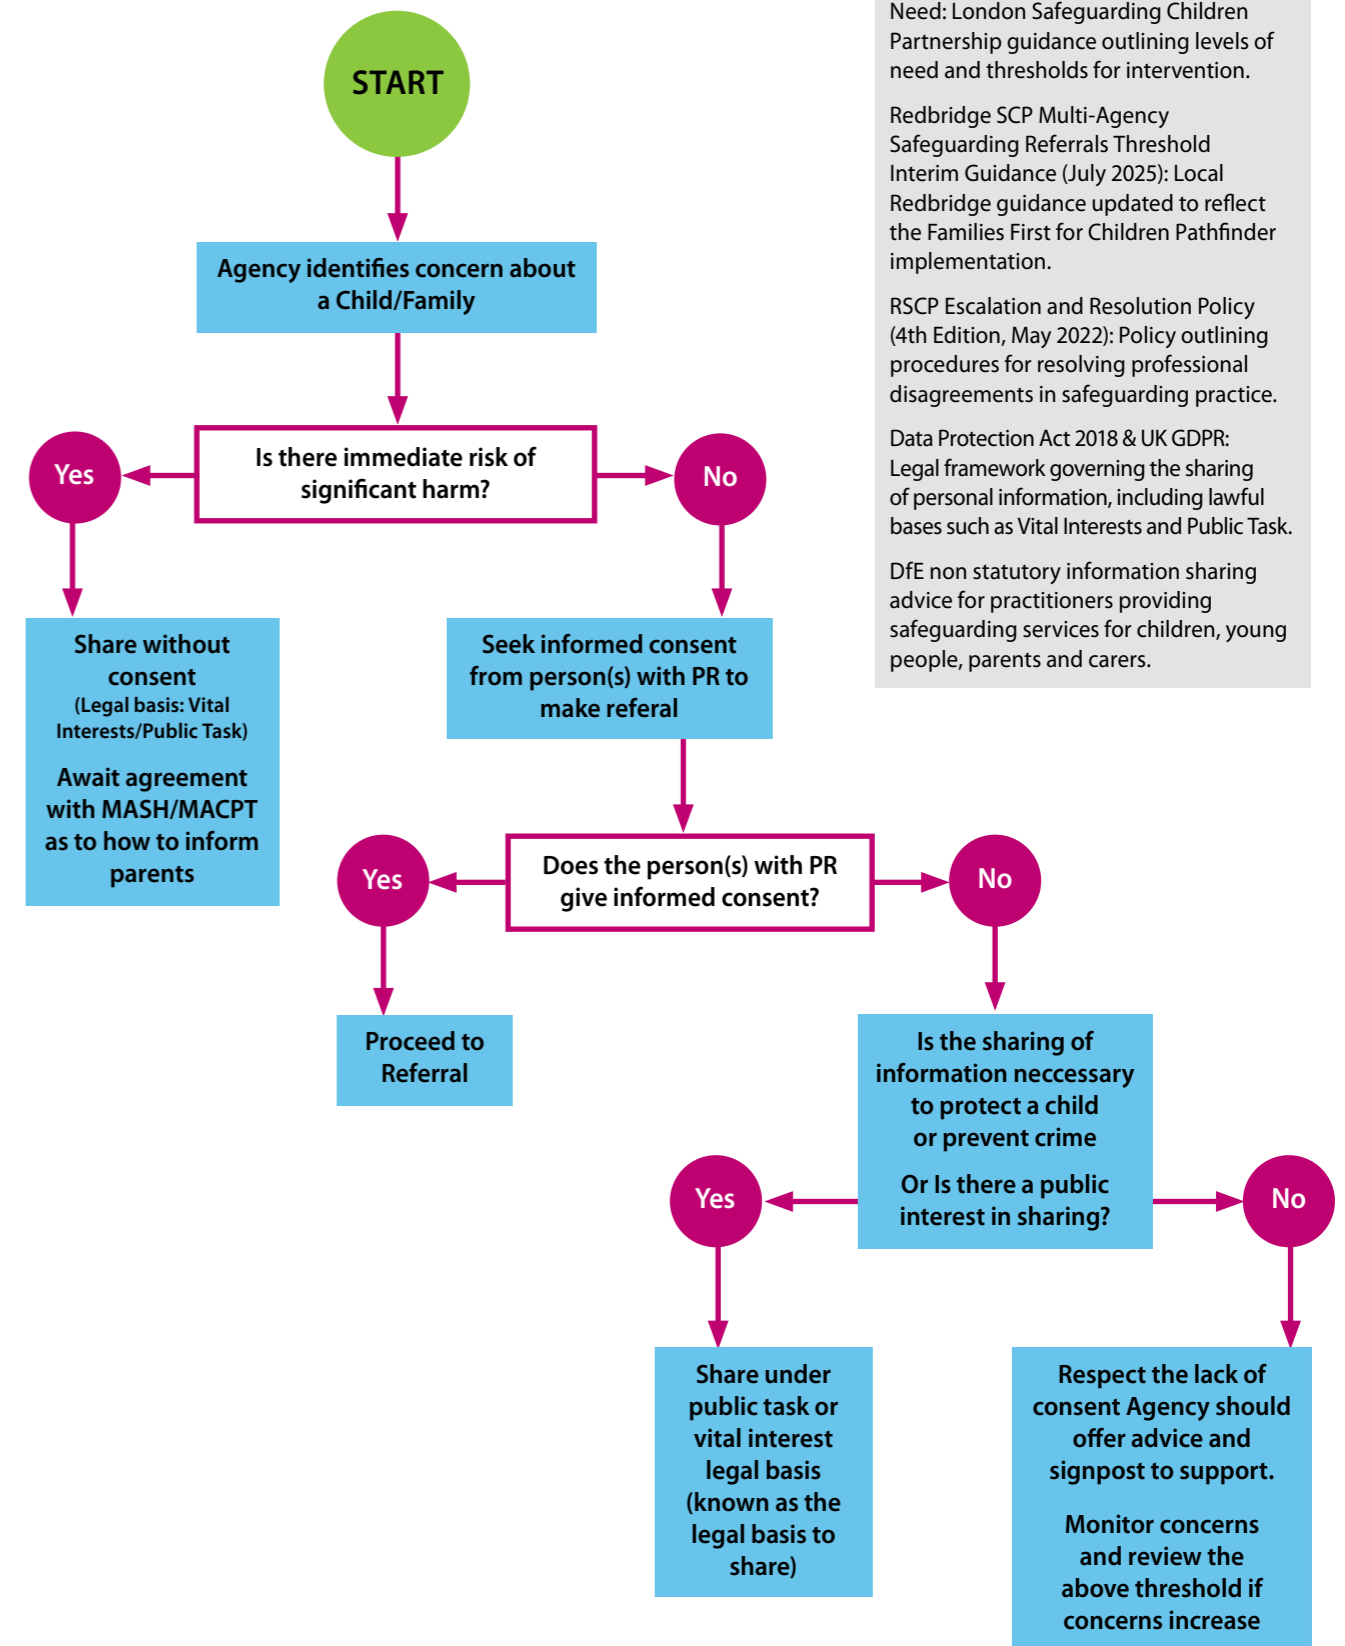 START
Agency identifies concern about
a Child/Family
Is there immediate risk of
significant harm?
Yes
No
Share without
consent
(Legal basis: Vital
Interests/Public Task)
Await agreement
with MASH/MACPT
as to how to inform
parents
Seek informed consent
from person(s) with PR to
make referal
Does the person(s) with PR
give informed consent?
Yes
No
Proceed to
Referral
Is the sharing of
information neccessary
to protect a child
or prevent crime
Or Is there a public
interest in sharing?
Yes
No
Share under
public task or
vital interest
legal basis
(known as the
legal basis to
share)
Respect the lack of
consent Agency should
offer advice and
signpost to support.
Monitor concerns
and review the
above threshold if
concerns increase
Need: London Safeguarding Children
Partnership guidance outlining levels of
need and thresholds for intervention.
Redbridge SCP Multi-Agency
Safeguarding Referrals Threshold
Interim Guidance (July 2025): Local
Redbridge guidance updated to reflect
the Families First for Children Pathfinder
implementation.
RSCP Escalation and Resolution Policy
(4th Edition, May 2022): Policy outlining
procedures for resolving professional
disagreements in safeguarding practice.
Data Protection Act 2018 & UK GDPR:
Legal framework governing the sharing
of personal information, including lawful
bases such as Vital Interests and Public Task.
DfE non statutory information sharing
advice for practitioners providing
safeguarding services for children, young
people, parents and carers.